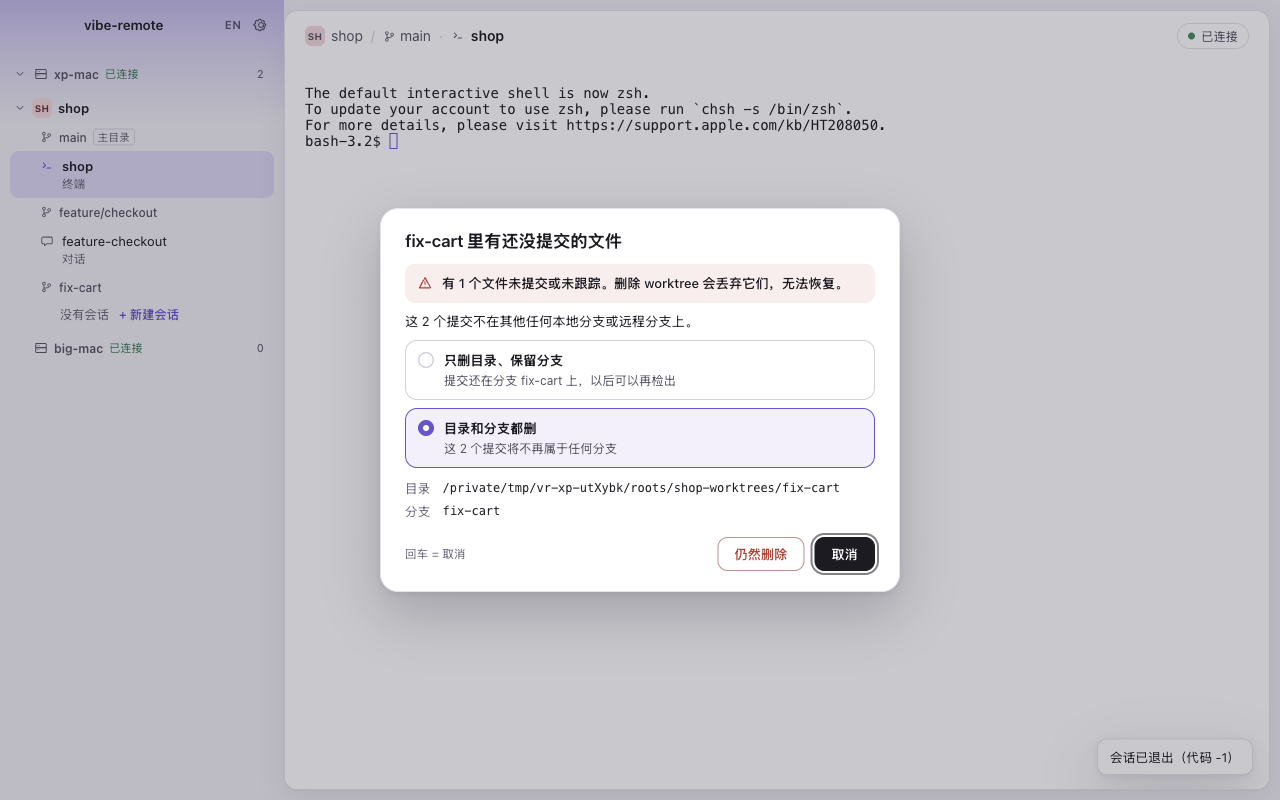 vibe-remote
EN
xp-mac 已连接 2
SH shop
main 主目录
shop
终端
feature/checkout
feature-checkout
对话
fix-cart
没有会话 + 新建会话
big-mac 已连接 0
SH shop / main · shop
已连接
The default interactive shell is now zsh.
To update your account to use zsh, please run `chsh -s /bin/zsh`.
For more details, please visit https://support.apple.com/kb/HT208050.
bash-3.2$
fix-cart 里有还没提交的文件
有 1 个文件未提交或未跟踪。删除 worktree 会丢弃它们，无法恢复。
这 2 个提交不在其他任何本地分支或远程分支上。
只删目录、保留分支
提交还在分支 fix-cart 上，以后可以再检出
目录和分支都删
这 2 个提交将不再属于任何分支
目录 /private/tmp/vr-xp-utXybk/roots/shop-worktrees/fix-cart
分支 fix-cart
回车 = 取消
仍然删除
取消
会话已退出（代码 -1）